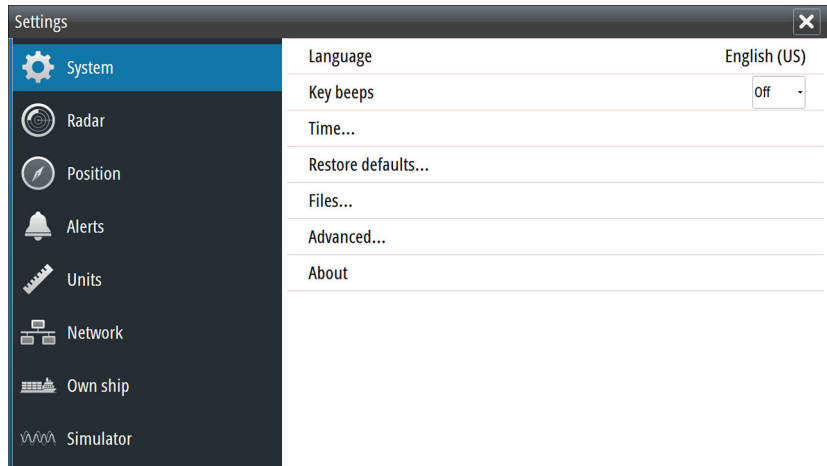 Settings
System
Radar
Position
Alerts
Units
Network
Own ship
Simulator
Language English (US)
Key beeps Off
Time...
Restore defaults...
Files...
Advanced...
About